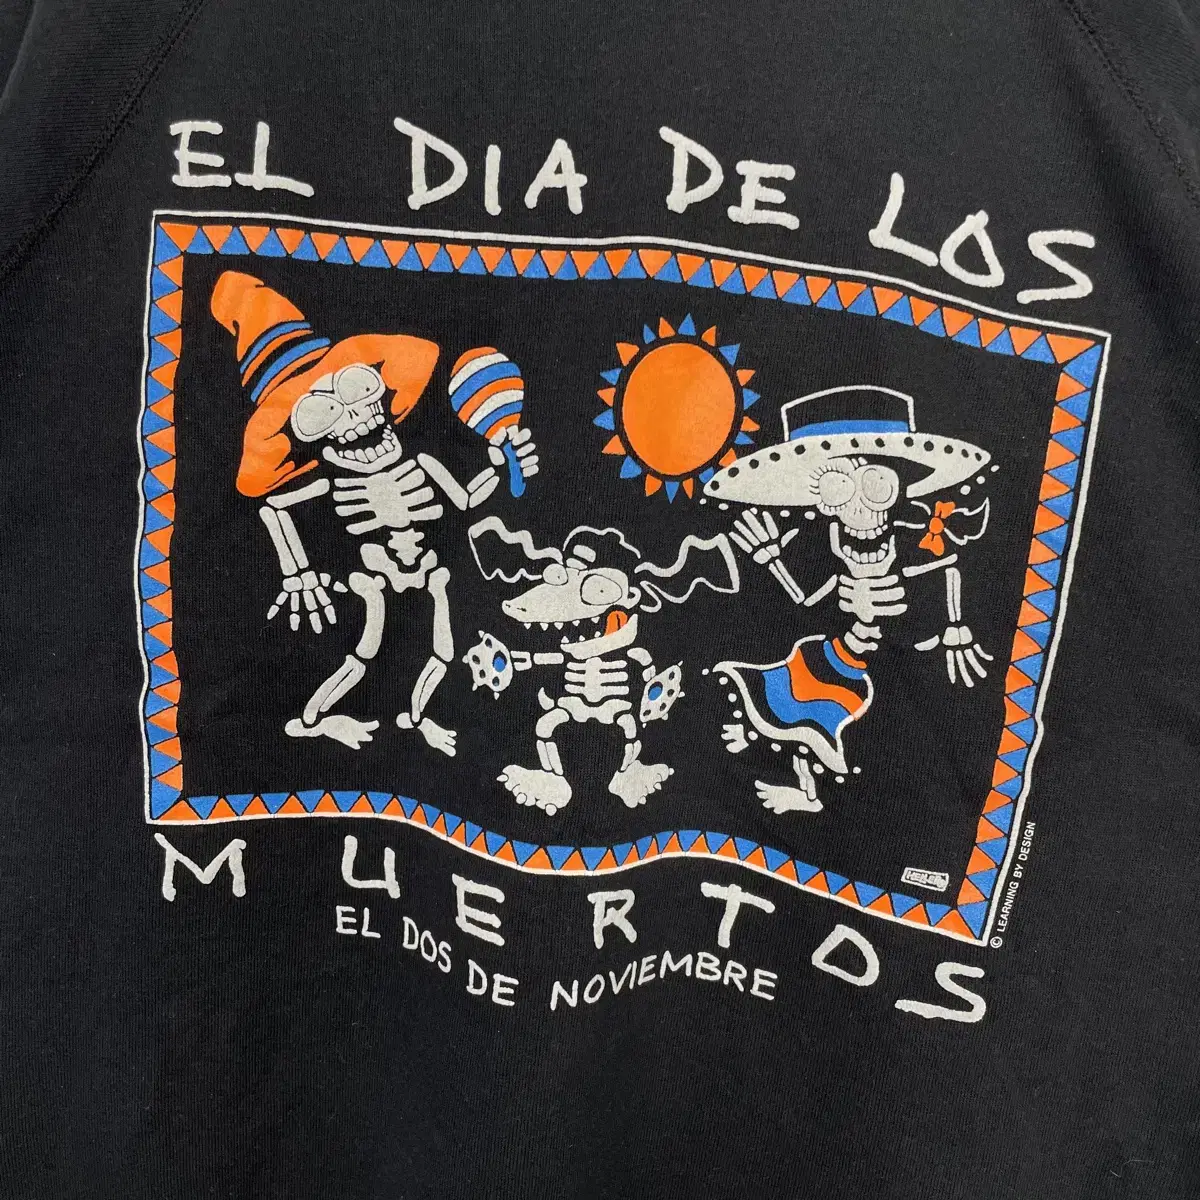 EL DIA DE LOS
MUERTOS
EL DOS DE NOVIEMBRE
© LEARNING BY DESIGN